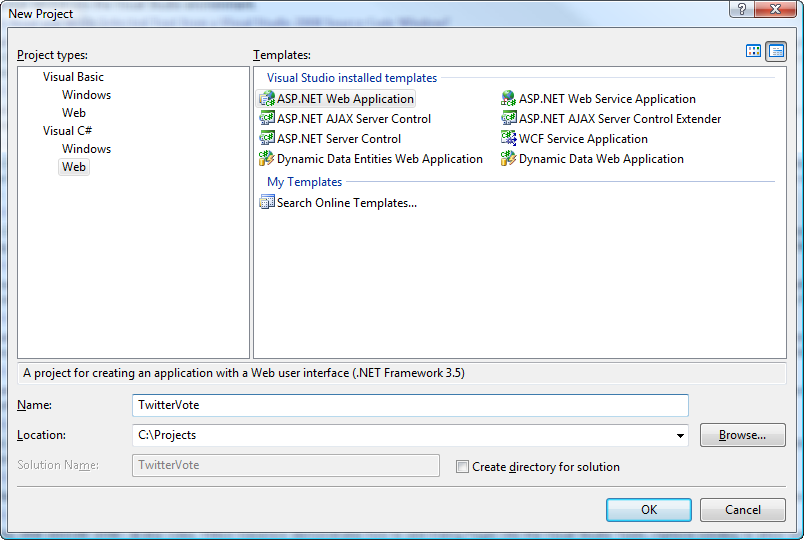 New Project
Project types:
Templates:
Visual Basic
Windows
Web
Visual C#
Windows
Web
Visual Studio installed templates
ASP.NET Web Application
ASP.NET Web Service Application
ASP.NET AJAX Server Control
ASP.NET AJAX Server Control Extender
ASP.NET Server Control
WCF Service Application
Dynamic Data Entities Web Application
Dynamic Data Web Application
My Templates
Search Online Templates...
A project for creating an application with a Web user interface (.NET Framework 3.5)
Name:
TwitterVote
Location:
C:\Projects
Browse...
Solution Name:
TwitterVote
Create directory for solution
OK
Cancel